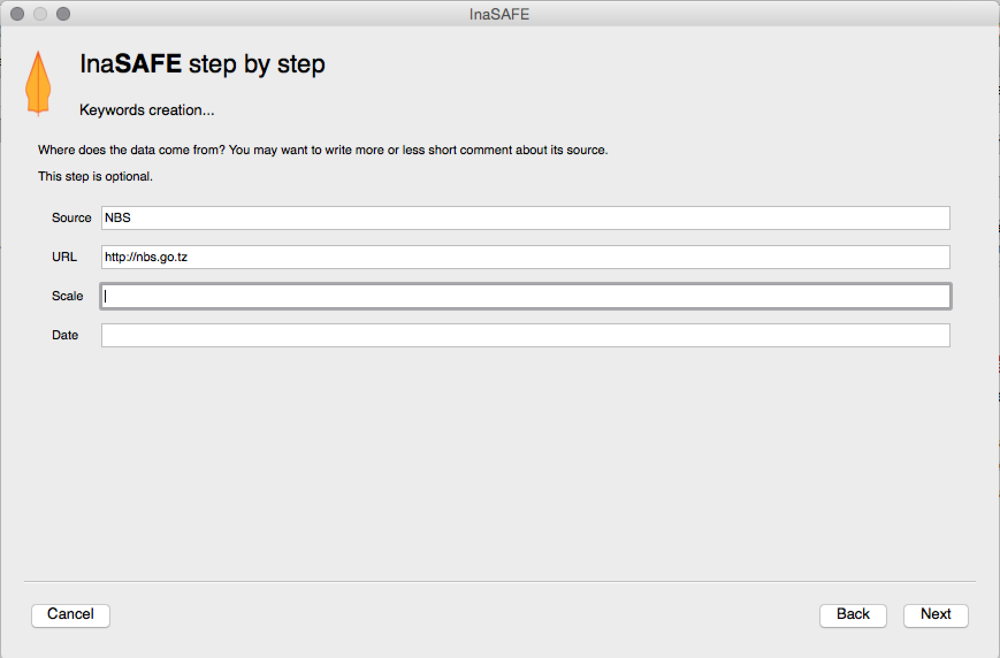 InaSAFE
InaSAFE step by step
Keywords creation...
Where does the data come from? You may want to write more or less short comment about its source.
This step is optional.
Source NBS
URL http://nbs.go.tz
Scale
Date
Cancel Back Next